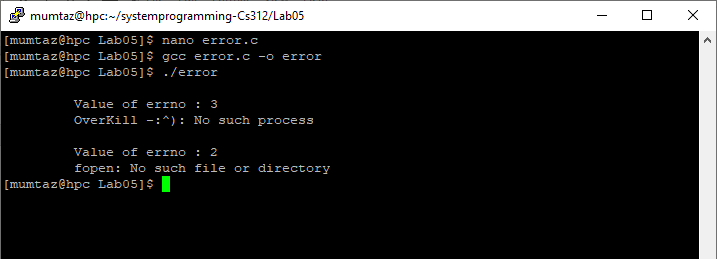 mumtaz@hpc:~/systemprogramming-Cs312/Lab05
[mumtaz@hpc Lab05]$ nano error.c
[mumtaz@hpc Lab05]$ gcc error.c -o error
[mumtaz@hpc Lab05]$ ./error
Value of errno : 3
OverKill -:^): No such process
Value of errno : 2
fopen: No such file or directory
[mumtaz@hpc Lab05]$